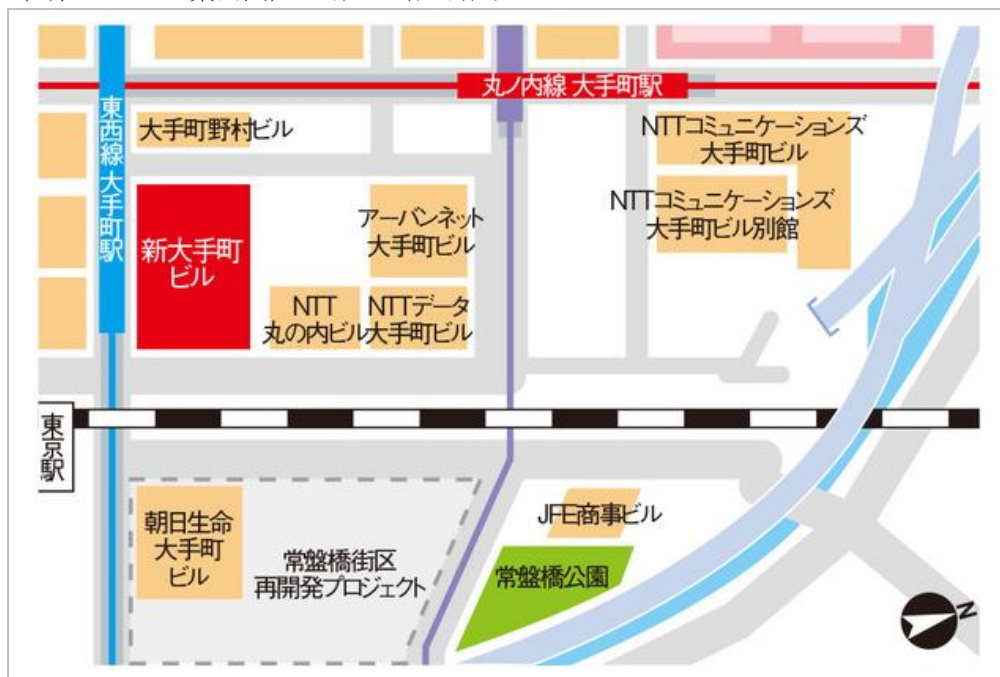 丸ノ内線 大手町駅
東西線 大手町駅
大手町野村ビル
NTTコミュニケーションズ
大手町ビル
NTTコミュニケーションズ
大手町ビル別館
アーバンネット
大手町ビル
新大手町
ビル
NTT
丸の内ビル
NTTデータ
大手町ビル
東京駅
朝日生命
大手町
ビル
常盤橋街区
再開発プロジェクト
JFE商事ビル
常盤橋公園
N